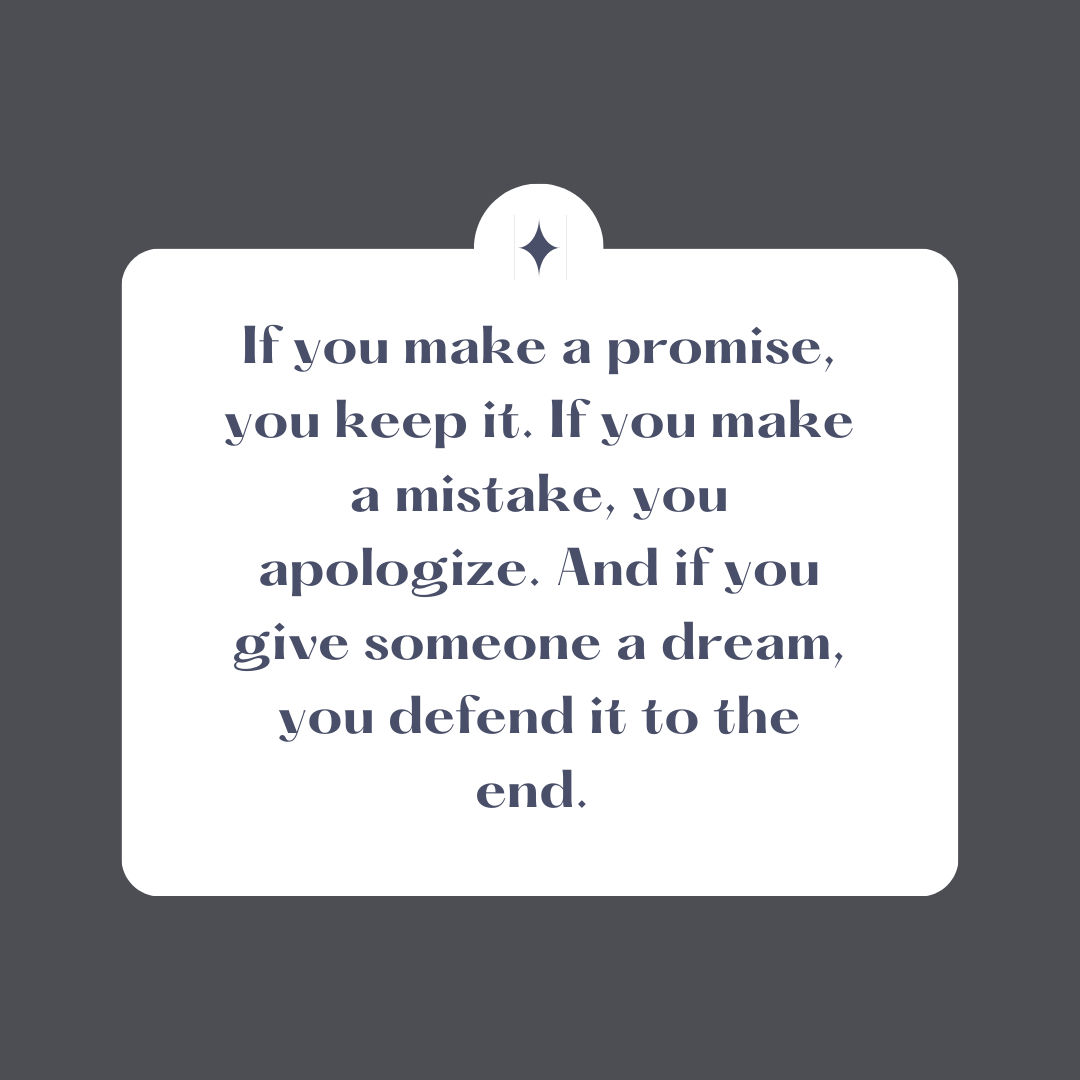 If you make a promise,
you keep it. If you make
a mistake, you
apologize. And if you
give someone a dream,
you defend it to the
end.